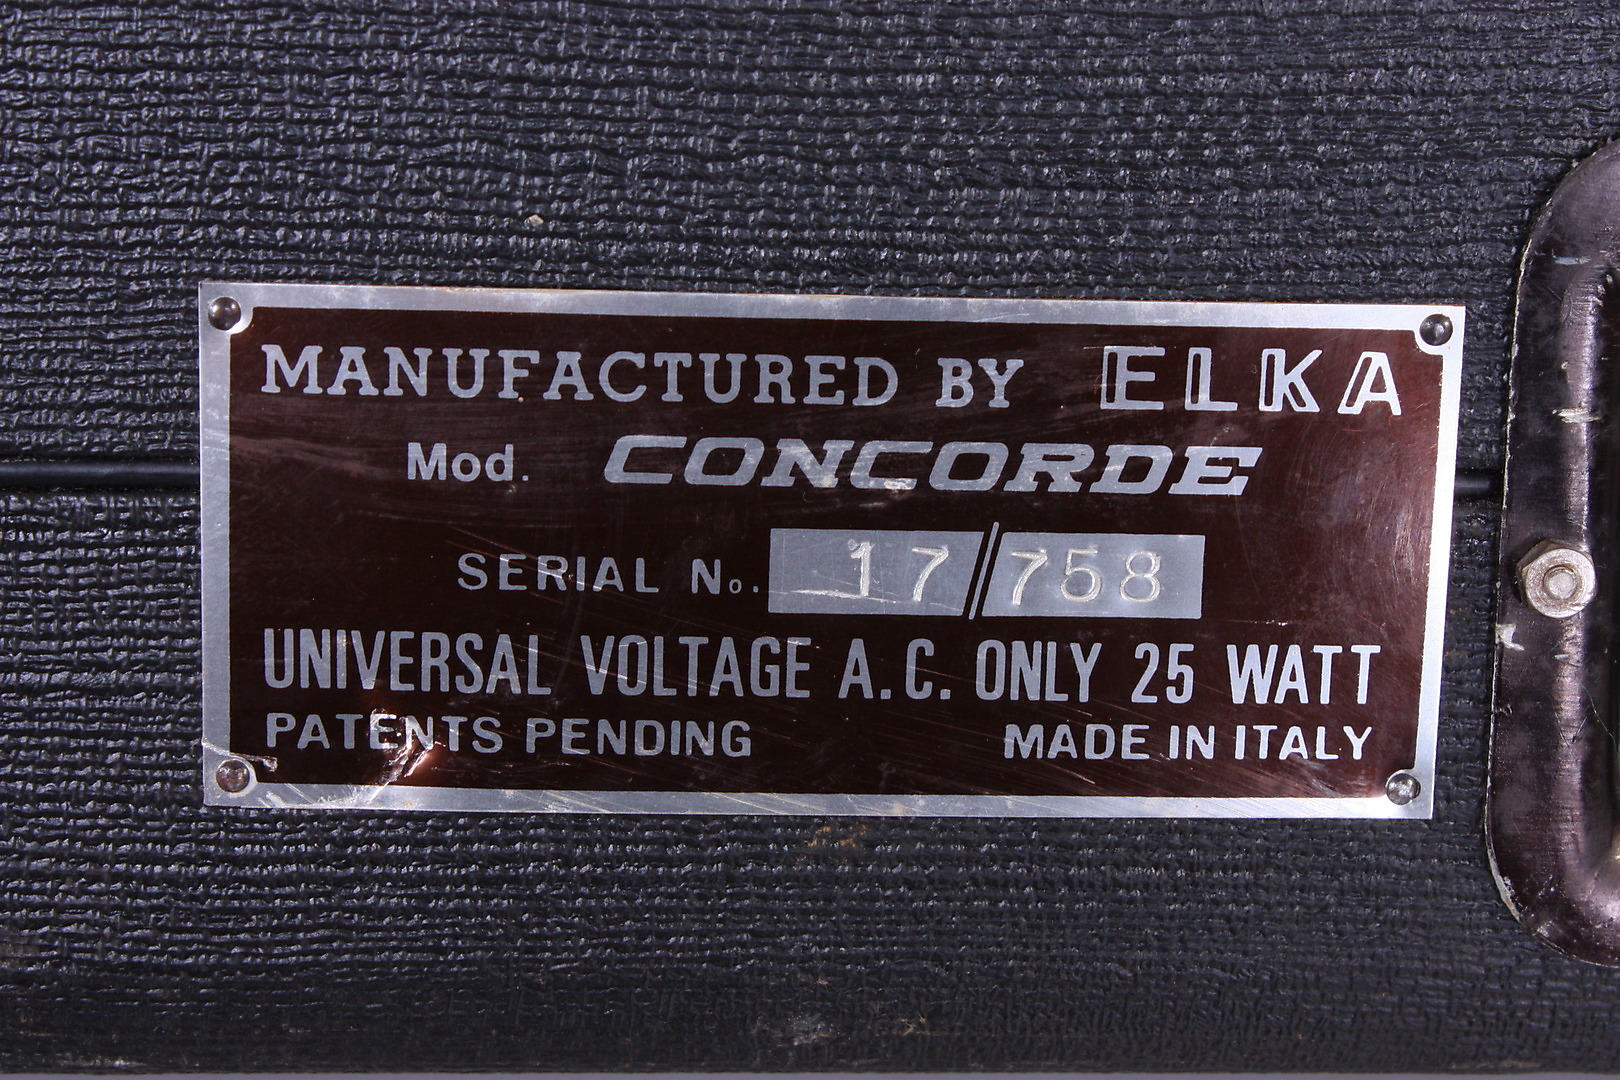 MANUFACTURED BY ELKA
Mod. CONCORDE
SERIAL No. 17/758
UNIVERSAL VOLTAGE A.C. ONLY 25 WATT
PATENTS PENDING MADE IN ITALY